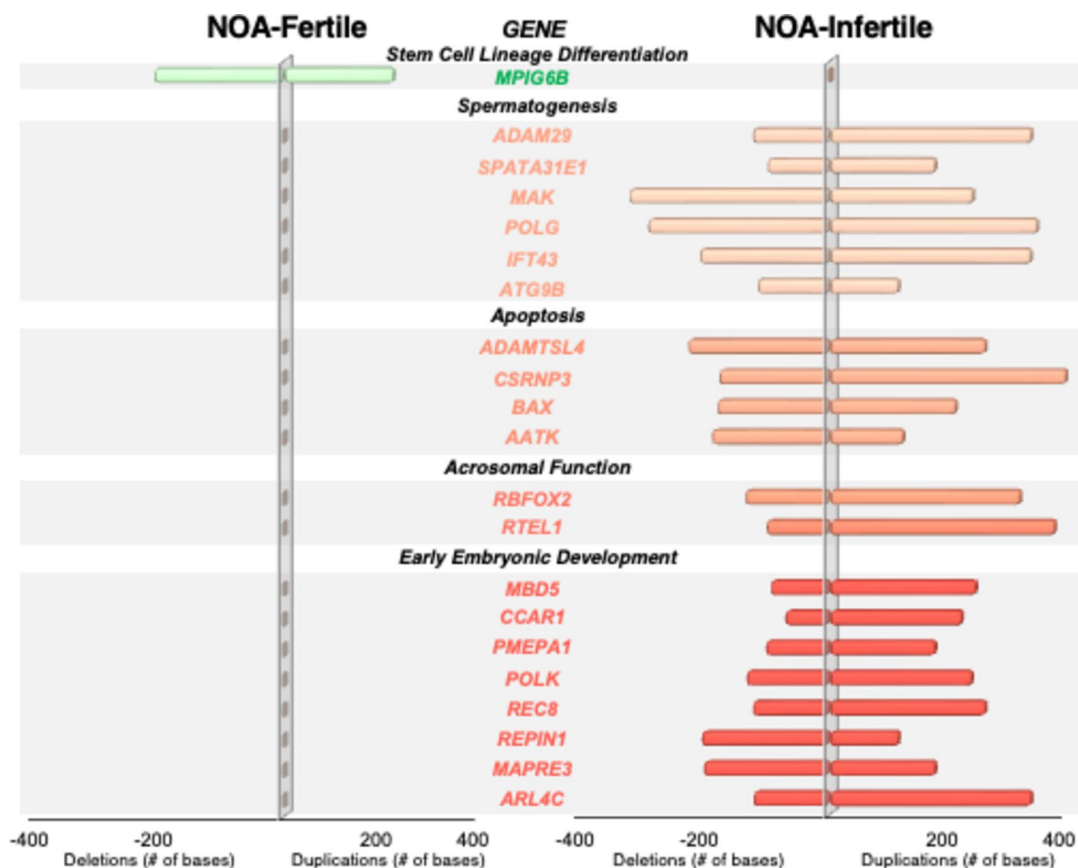 NOA-Fertile GENE NOA-Infertile
Stem Cell Lineage Differentiation
MPIG6B
Spermatogenesis
ADAM29
SPATA31E1
MAK
POLG
IFT43
ATG9B
Apoptosis
ADAMTSL4
CSRNP3
BAX
AATK
Acrosomal Function
RBFOX2
RTEL1
Early Embryonic Development
MBD5
CCAR1
PMEPA1
POLK
REC8
REPIN1
MAPRE3
ARL4C
-400 -200 200 400 -400 -200 200 400
Deletions (# of bases) Duplications (# of bases) Deletions (# of bases) Duplications (# of bases)